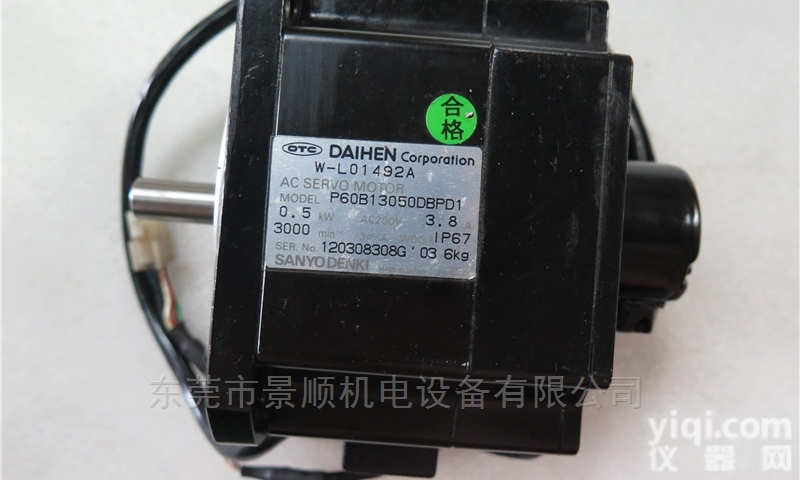 合格
OTC DAIHEN Corporation
W-L01492A
AC SERVO MOTOR
MODEL P60B13050DBPD1
0.5 kW AC200V 3.8 A
3000 min IP67
SER. No. 120308308G '03 6kg
SANYO DENKI
东莞市景顺机电设备有限公司
yiqi.com
仪器网